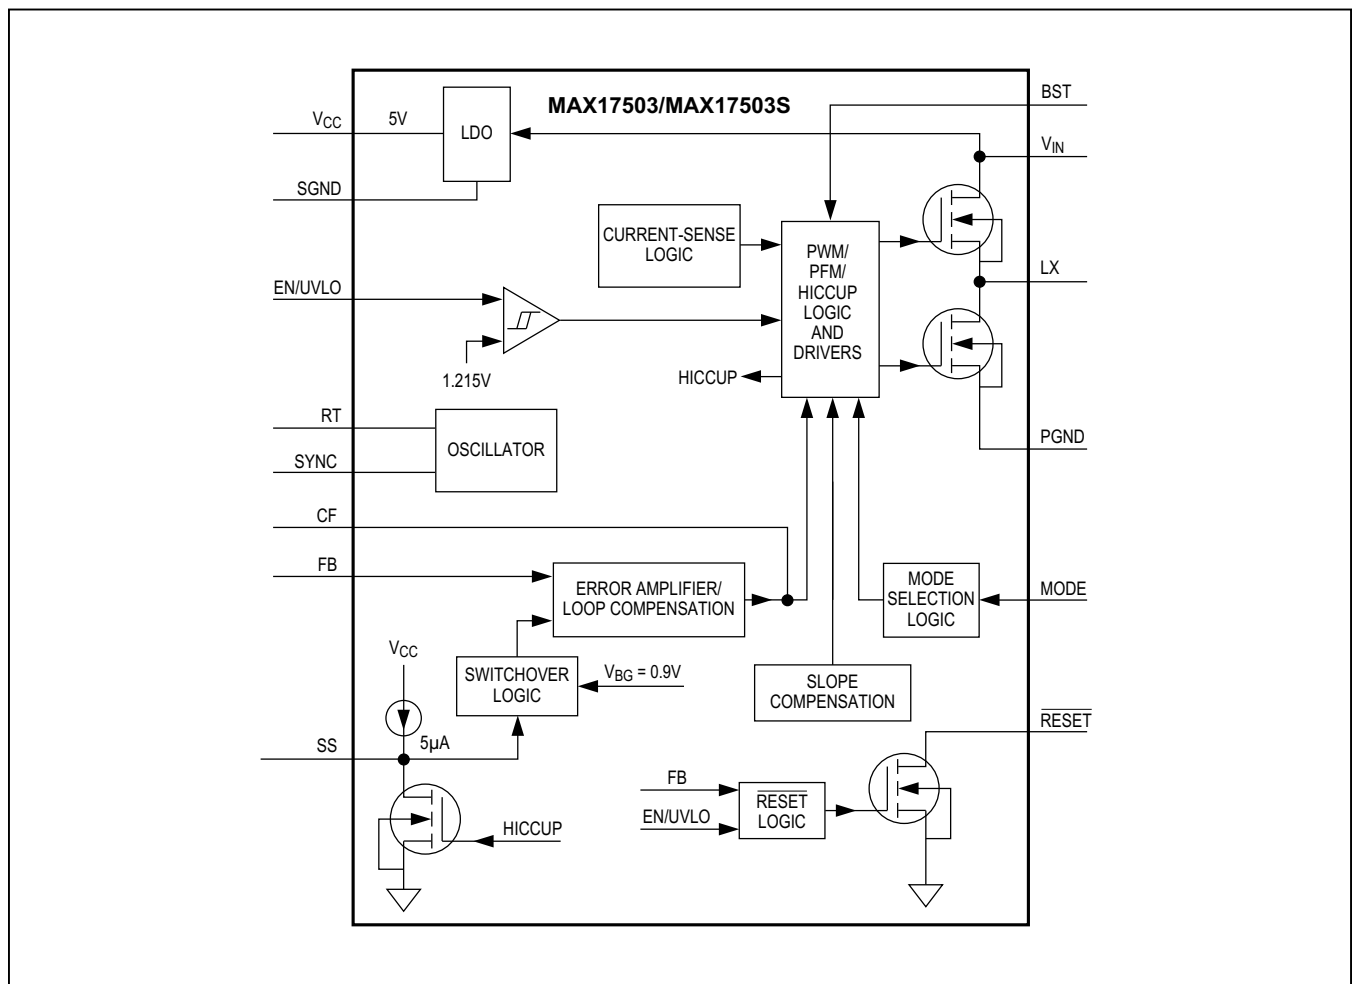 MAX17503/MAX17503S
BST
VCC
5V
LDO
VIN
SGND
CURRENT-SENSE
LOGIC
PWM/
PFM/
HICCUP
LOGIC
AND
DRIVERS
LX
EN/UVLO
1.215V
HICCUP
RT
OSCILLATOR
SYNC
PGND
CF
FB
ERROR AMPLIFIER/
LOOP COMPENSATION
MODE
SELECTION
LOGIC
MODE
VCC
SWITCHOVER
LOGIC
VBG = 0.9V
SLOPE
COMPENSATION
RESET
SS
5µA
FB
EN/UVLO
RESET
LOGIC
HICCUP